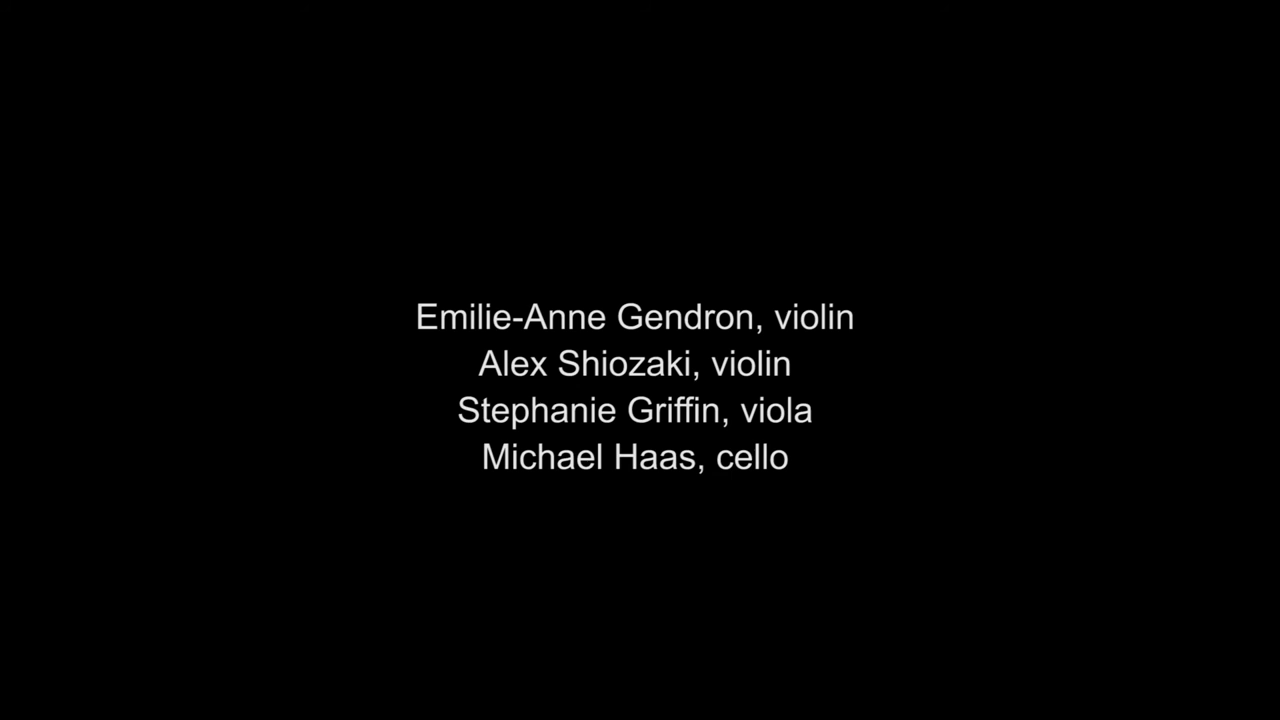 Emilie-Anne Gendron, violin
Alex Shiozaki, violin
Stephanie Griffin, viola
Michael Haas, cello